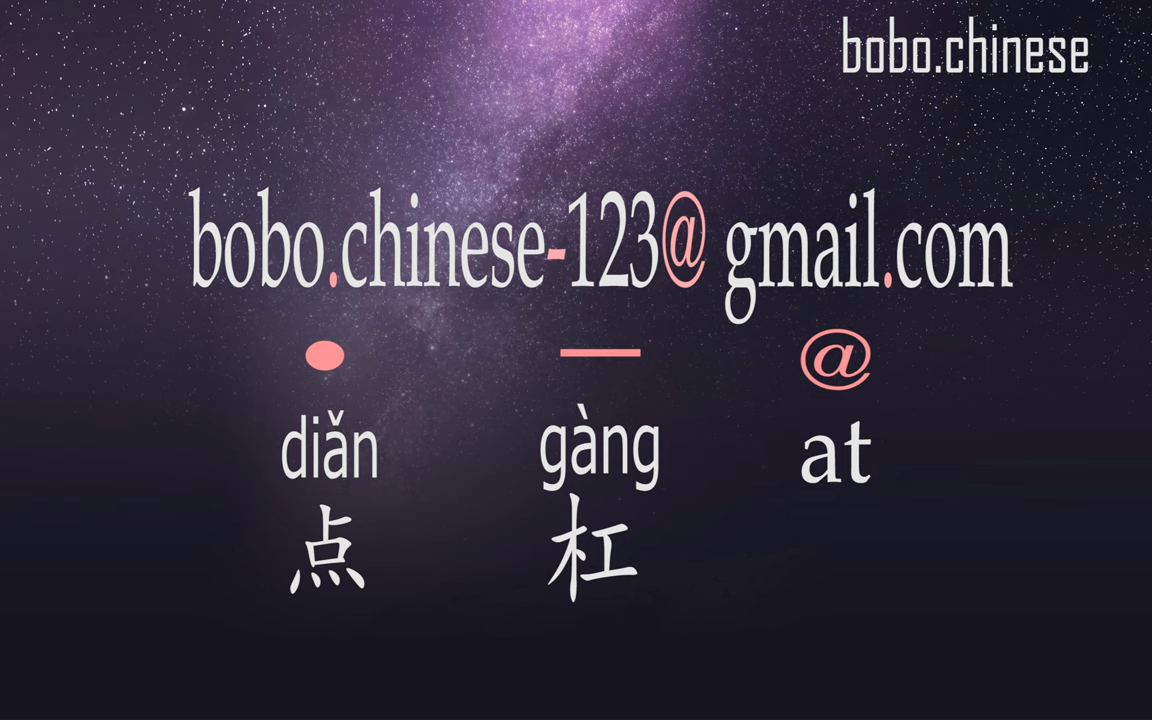 bobo.chinese
bobo.chinese-123@ gmail.com
. — @
diǎn gàng at
点 杠